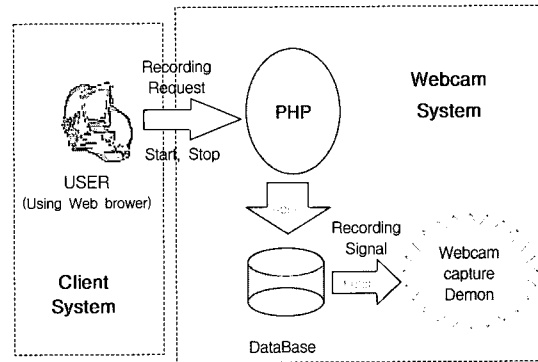 Recording
Request
Start, Stop
USER
(Using Web brower)
Client
System
PHP
Webcam
System
Recording
Signal
Webcam
capture
Demon
DataBase